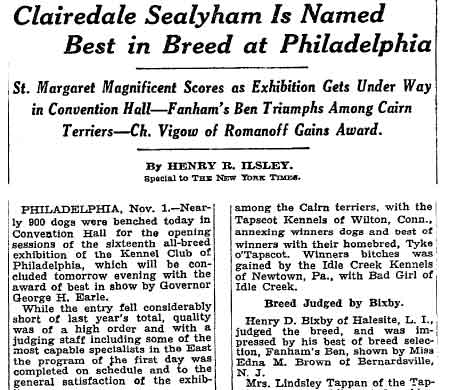 Clairedale Sealyham Is Named
Best in Breed at Philadelphia
St. Margaret Magnificent Scores as Exhibition Gets Under Way
in Convention Hall—Fanham's Ben Triumphs Among Cairn
Terriers—Ch. Vigow of Romanoff Gains Award.
By HENRY R. ILSLEY.
Special to THE NEW YORK TIMES.
PHILADELPHIA, Nov. 1.—Near-
ly 900 dogs were benched today in
Convention Hall for the opening
sessions of the sixteenth all-breed
exhibition of the Kennel Club of
Philadelphia, which will be con-
cluded tomorrow evening with the
award of best in show by Governor
George H. Earle.
While the entry fell considerably
short of last year's total, quality
was of a high order and with a
judging staff including some of the
most capable specialists in the East
the program of the first day was
completed on schedule and to the
general satisfaction of the exhib-
among the Cairn terriers, with the
Tapscot Kennels of Wilton, Conn.,
annexing winners dogs and best of
winners with their homebred, Tyke
o'Tapscot. Winners bitches was
gained by the Idle Creek Kennels
of Newtown, Pa., with Bad Girl of
Idle Creek.
Breed Judged by Bixby.
Henry D. Bixby of Halesite, L. I.,
judged the breed, and was im-
pressed by his best of breed selec-
tion, Fanham's Ben, shown by Miss
Edna M. Brown of Bernardsville,
N. J.
Mrs. Lindsley Tappan of the Tap-